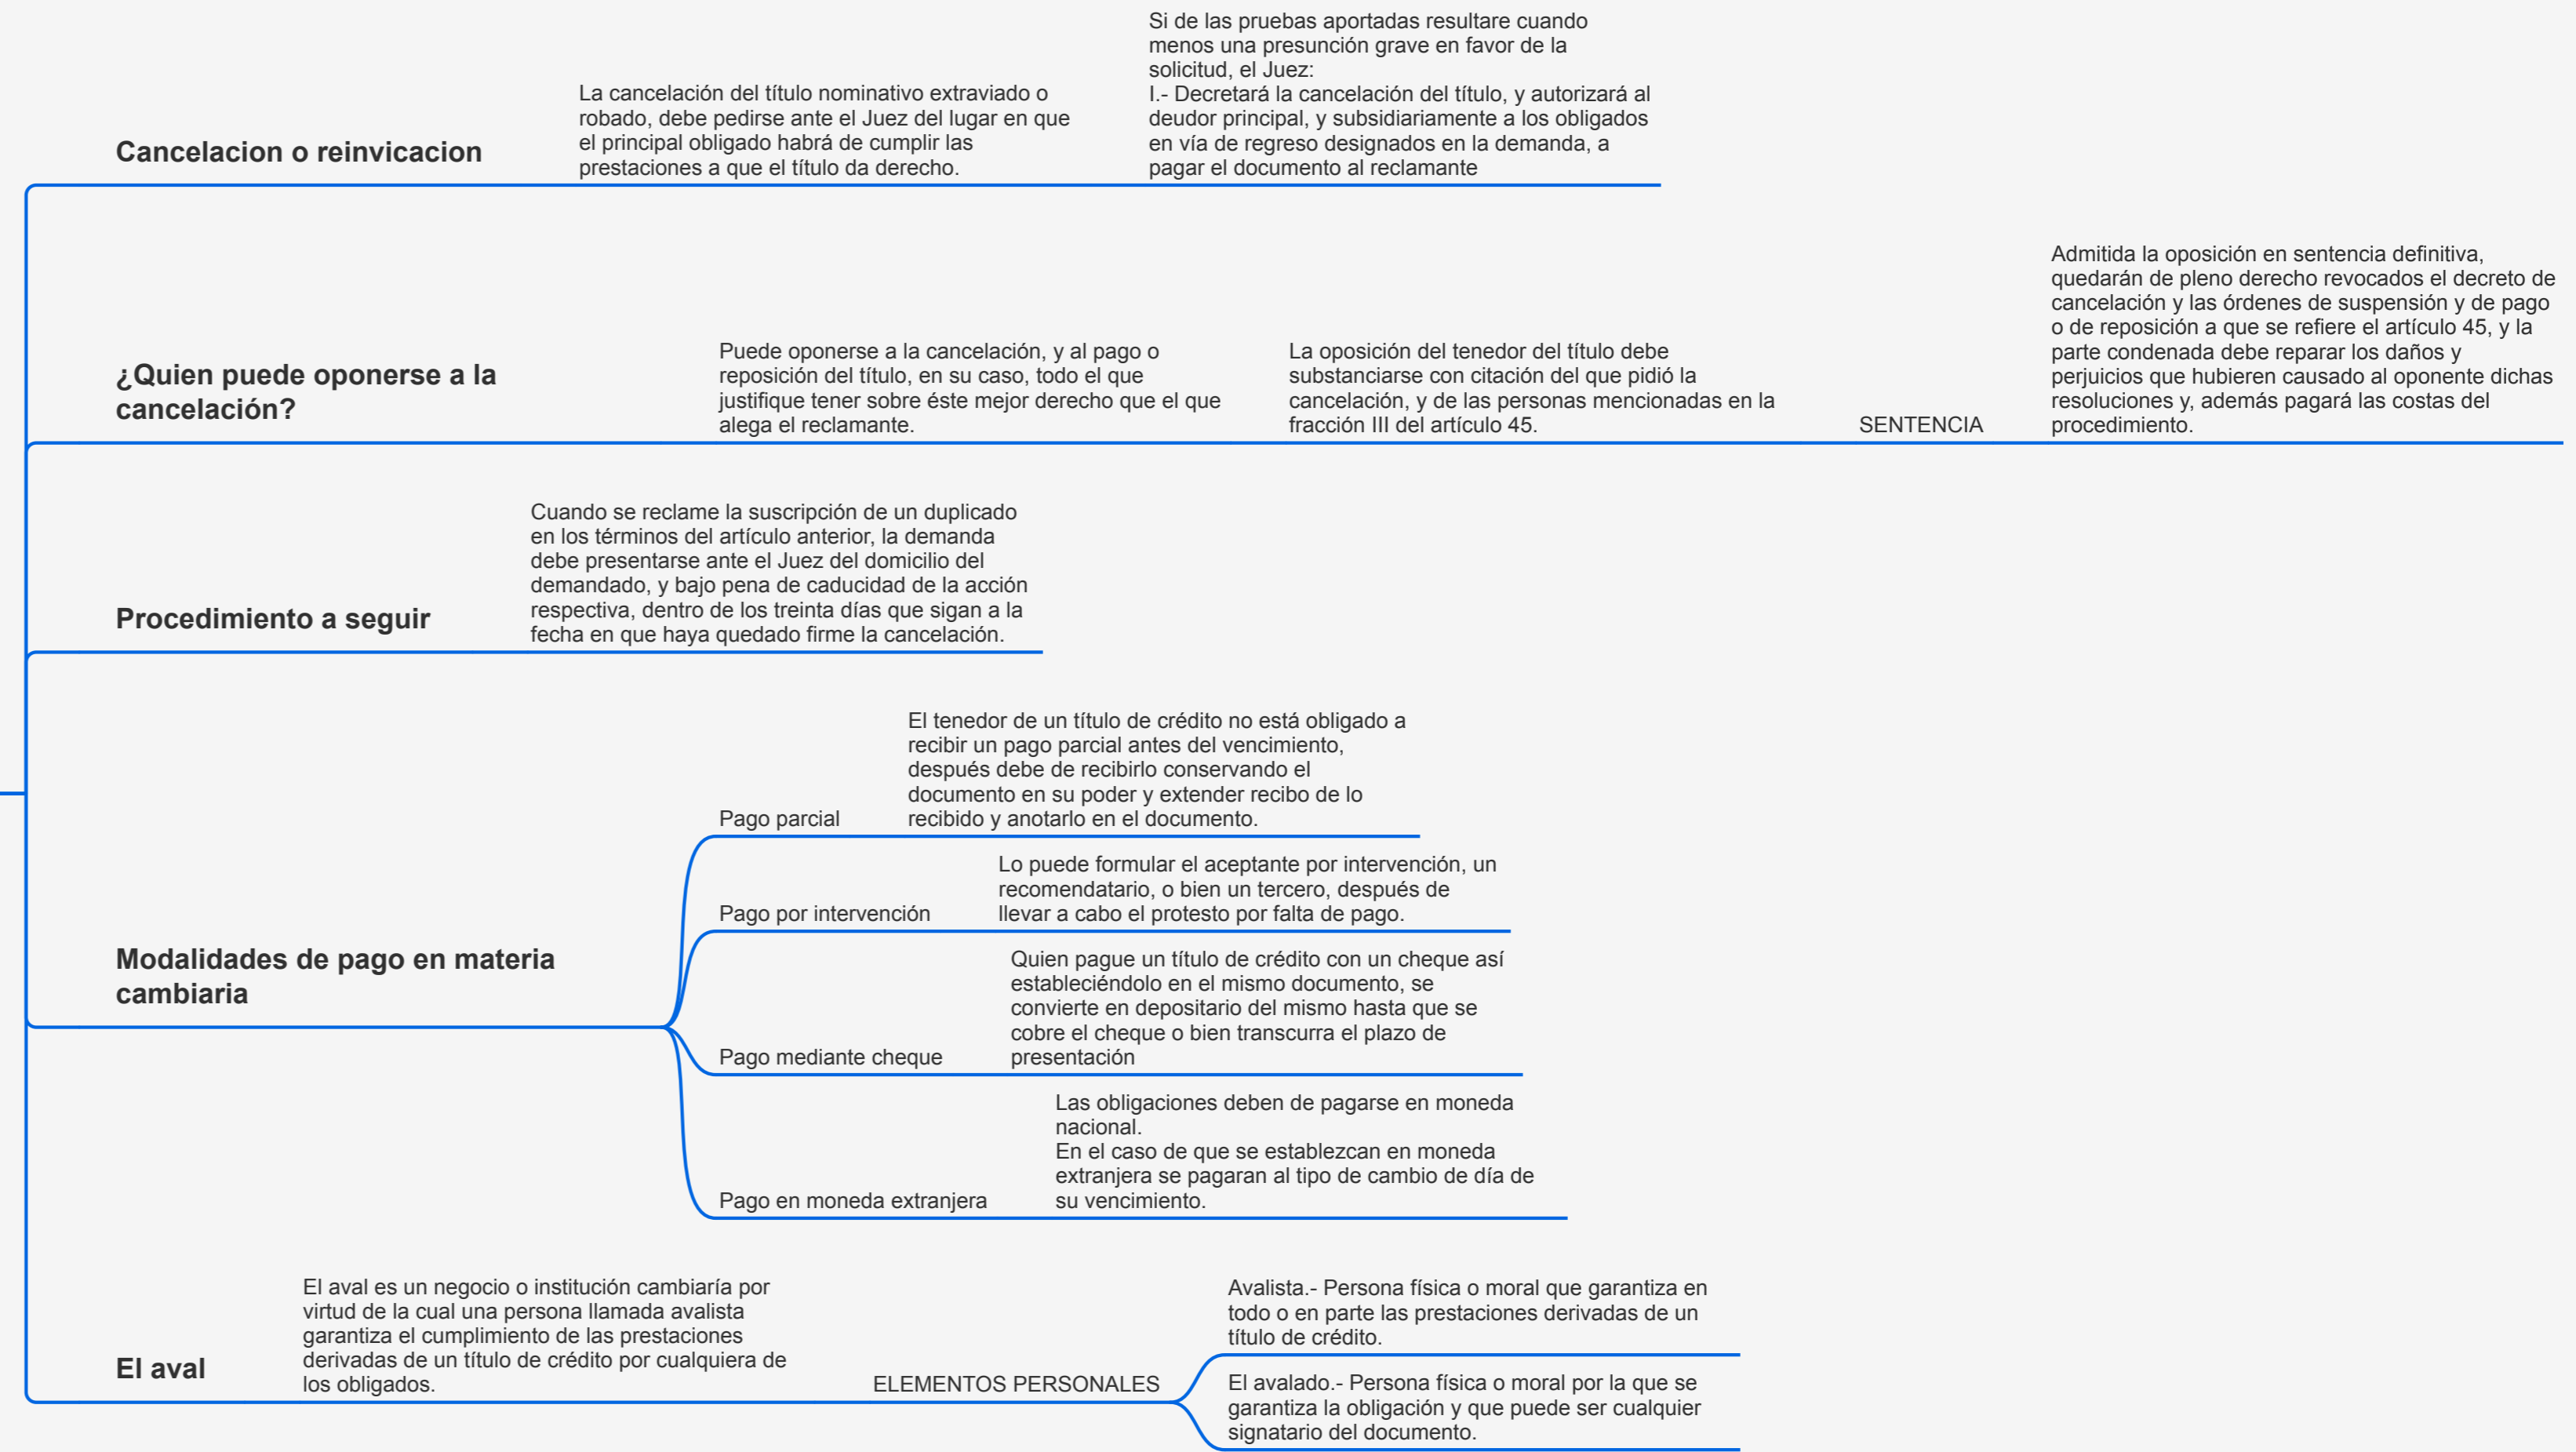 Cancelacion o reinvicacion
La cancelación del título nominativo extraviado o
robado, debe pedirse ante el Juez del lugar en que
el principal obligado habrá de cumplir las
prestaciones a que el título da derecho.
Si de las pruebas aportadas resultare cuando
menos una presunción grave en favor de la
solicitud, el Juez:
I.- Decretará la cancelación del título, y autorizará al
deudor principal, y subsidiariamente a los obligados
en vía de regreso designados en la demanda, a
pagar el documento al reclamante
¿Quien puede oponerse a la
cancelación?
Puede oponerse a la cancelación, y al pago o
reposición del título, en su caso, todo el que
justifique tener sobre éste mejor derecho que el que
alega el reclamante.
La oposición del tenedor del título debe
substanciarse con citación del que pidió la
cancelación, y de las personas mencionadas en la
fracción III del artículo 45.
SENTENCIA
Admitida la oposición en sentencia definitiva,
quedarán de pleno derecho revocados el decreto de
cancelación y las órdenes de suspensión y de pago
o de reposición a que se refiere el artículo 45, y la
parte condenada debe reparar los daños y
perjuicios que hubieren causado al oponente dichas
resoluciones y, además pagará las costas del
procedimiento.
Procedimiento a seguir
Cuando se reclame la suscripción de un duplicado
en los términos del artículo anterior, la demanda
debe presentarse ante el Juez del domicilio del
demandado, y bajo pena de caducidad de la acción
respectiva, dentro de los treinta días que sigan a la
fecha en que haya quedado firme la cancelación.
Modalidades de pago en materia
cambiaria
Pago parcial
El tenedor de un título de crédito no está obligado a
recibir un pago parcial antes del vencimiento,
después debe de recibirlo conservando el
documento en su poder y extender recibo de lo
recibido y anotarlo en el documento.
Pago por intervención
Lo puede formular el aceptante por intervención, un
recomendatario, o bien un tercero, después de
llevar a cabo el protesto por falta de pago.
Pago mediante cheque
Quien pague un título de crédito con un cheque así
estableciéndolo en el mismo documento, se
convierte en depositario del mismo hasta que se
cobre el cheque o bien transcurra el plazo de
presentación
Pago en moneda extranjera
Las obligaciones deben de pagarse en moneda
nacional.
En el caso de que se establezcan en moneda
extranjera se pagaran al tipo de cambio de día de
su vencimiento.
El aval
El aval es un negocio o institución cambiaría por
virtud de la cual una persona llamada avalista
garantiza el cumplimiento de las prestaciones
derivadas de un título de crédito por cualquiera de
los obligados.
ELEMENTOS PERSONALES
Avalista.- Persona física o moral que garantiza en
todo o en parte las prestaciones derivadas de un
título de crédito.
El avalado.- Persona física o moral por la que se
garantiza la obligación y que puede ser cualquier
signatario del documento.